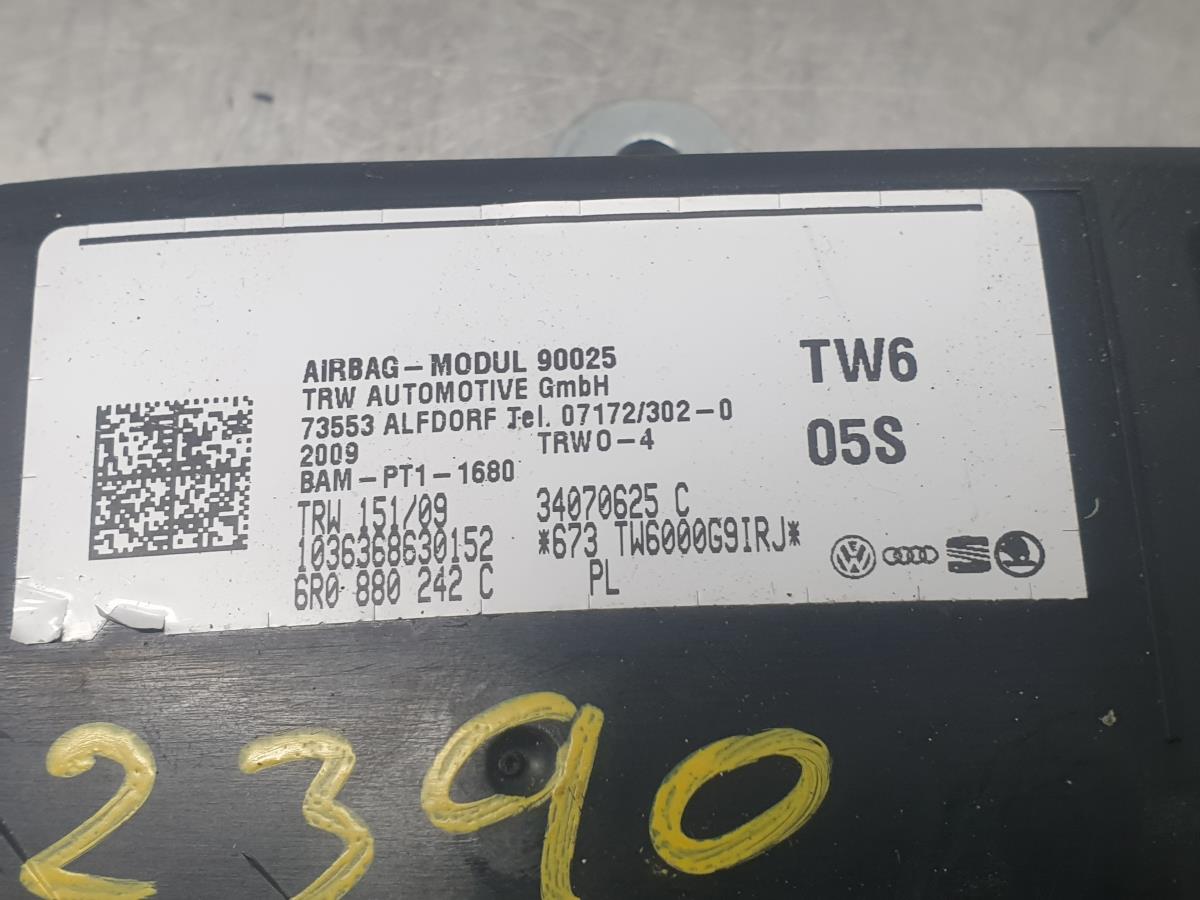 AIRBAG-MODUL 90025
TRW AUTOMOTIVE GmbH
73553 ALFDORF Tel. 07172/302-0
2009 TRWO-4
BAM-PT1-1680
TRW 151/09 34070625 C
1036368630152 *673 TW6000G9IRJ*
6R0 880 242 C PL
TW6
05S
2390